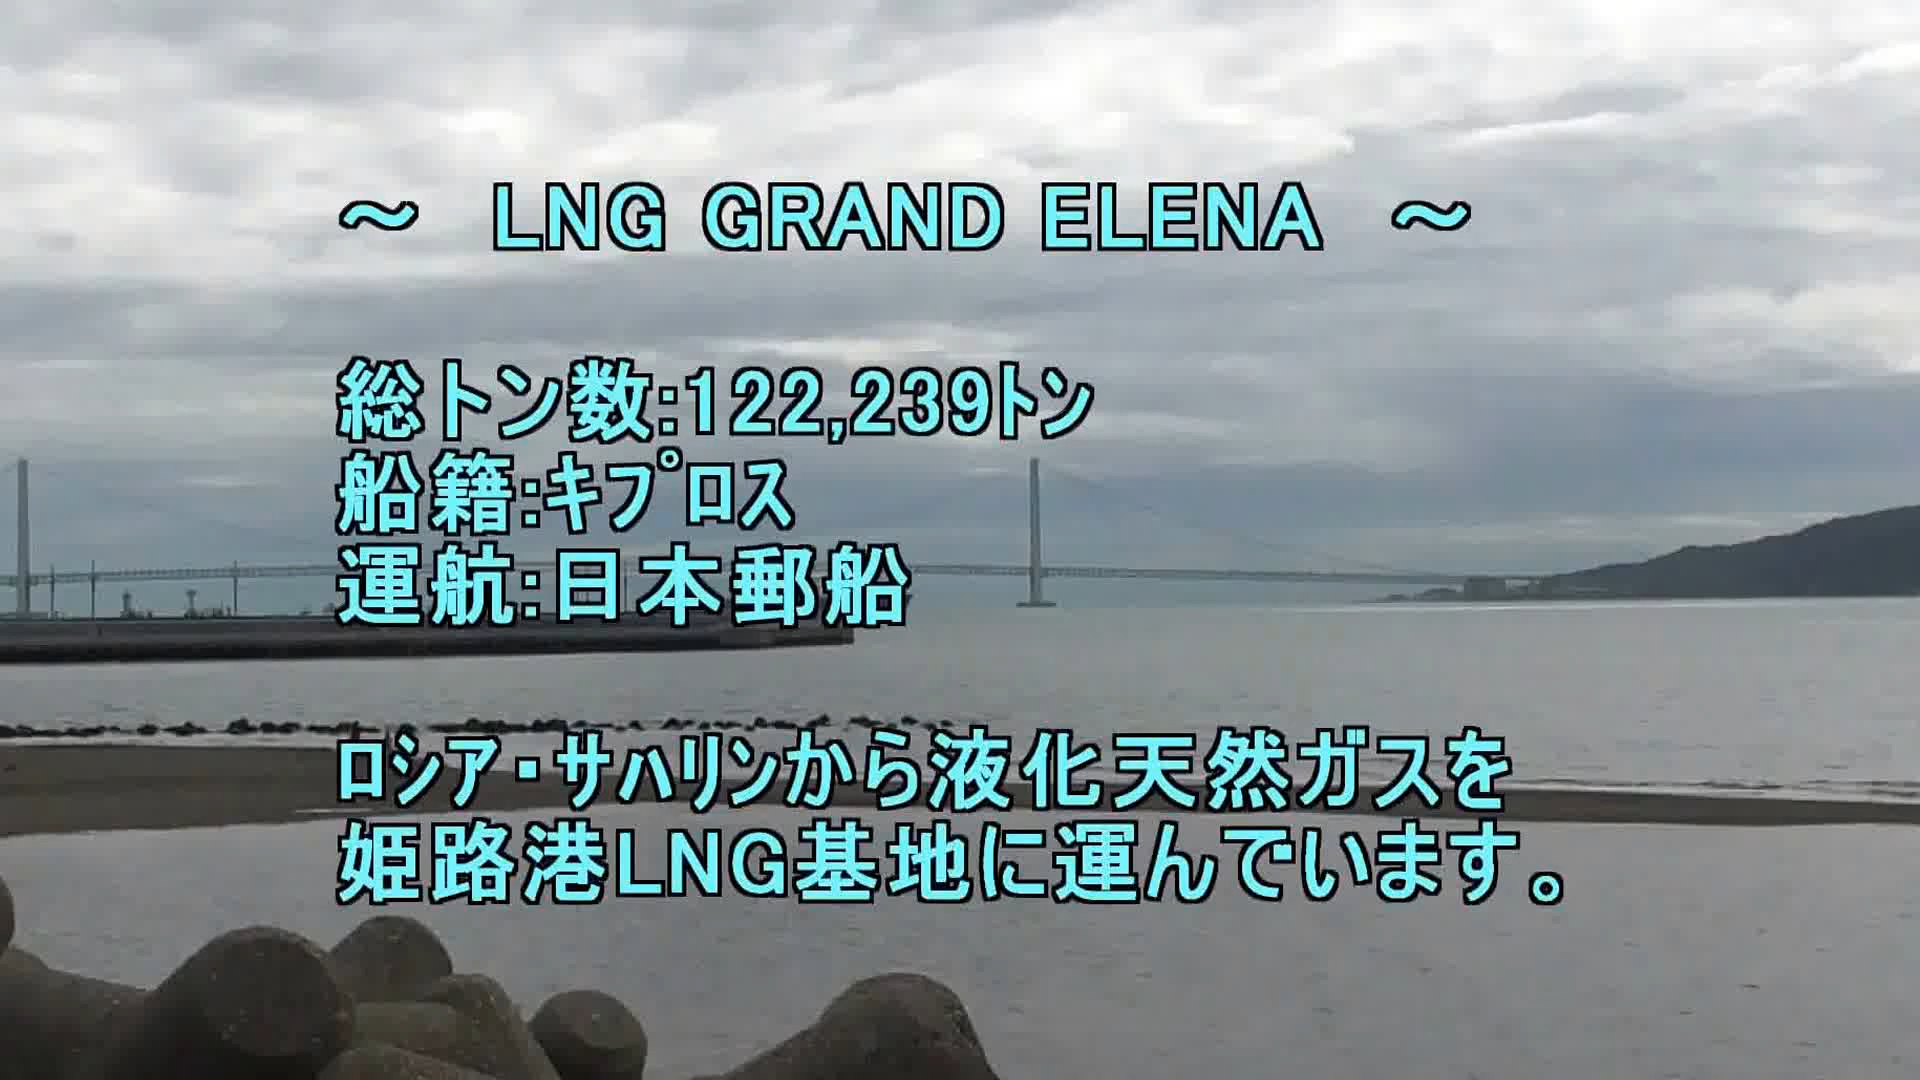 ～　LNG GRAND ELENA　～
総トン数:122,239ﾄﾝ
船籍:ｷﾌﾟﾛｽ
運航:日本郵船
ﾛｼｱ・ｻﾊﾘﾝから液化天然ガスを
姫路港LNG基地に運んでいます。